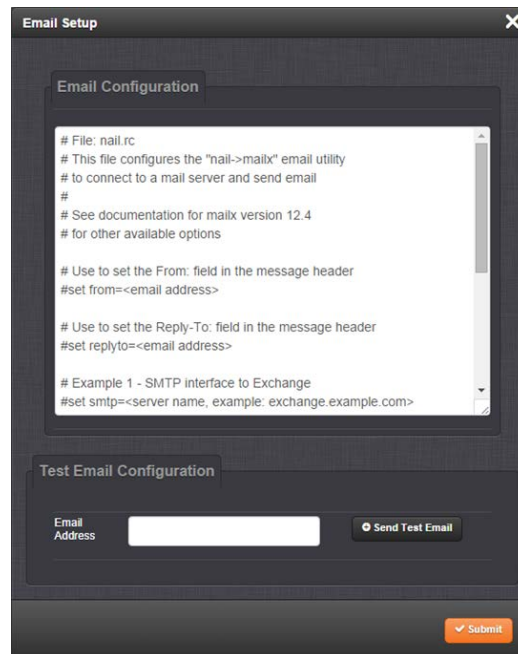 Email Setup
Email Configuration
# File: nail.rc
# This file configures the "nail->mailx" email utility
# to connect to a mail server and send email
#
# See documentation for mailx version 12.4
# for other available options
# Use to set the From: field in the message header
#set from=<email address>
# Use to set the Reply-To: field in the message header
#set replyto=<email address>
# Example 1 - SMTP interface to Exchange
#set smtp=<server name, example: exchange.example.com>
Test Email Configuration
Email
Address
Send Test Email
Submit